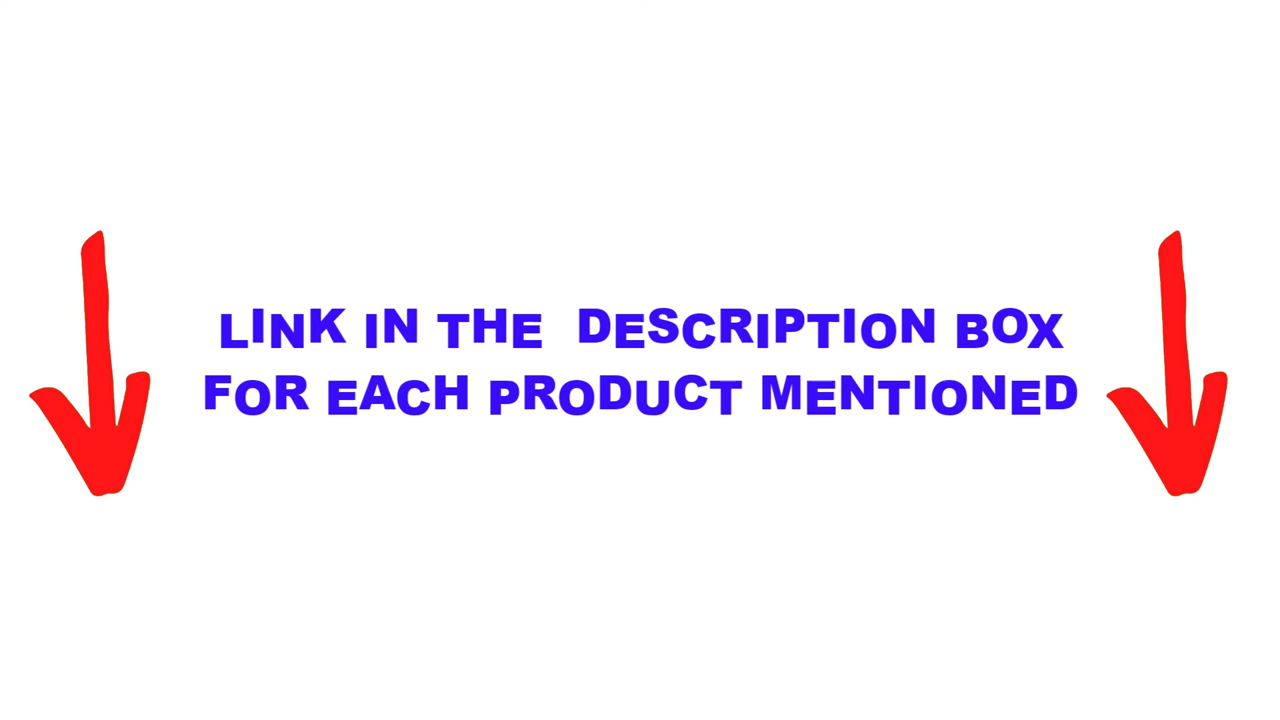 LINK IN THE DESCRIPTION BOX
FOR EACH PRODUCT MENTIONED